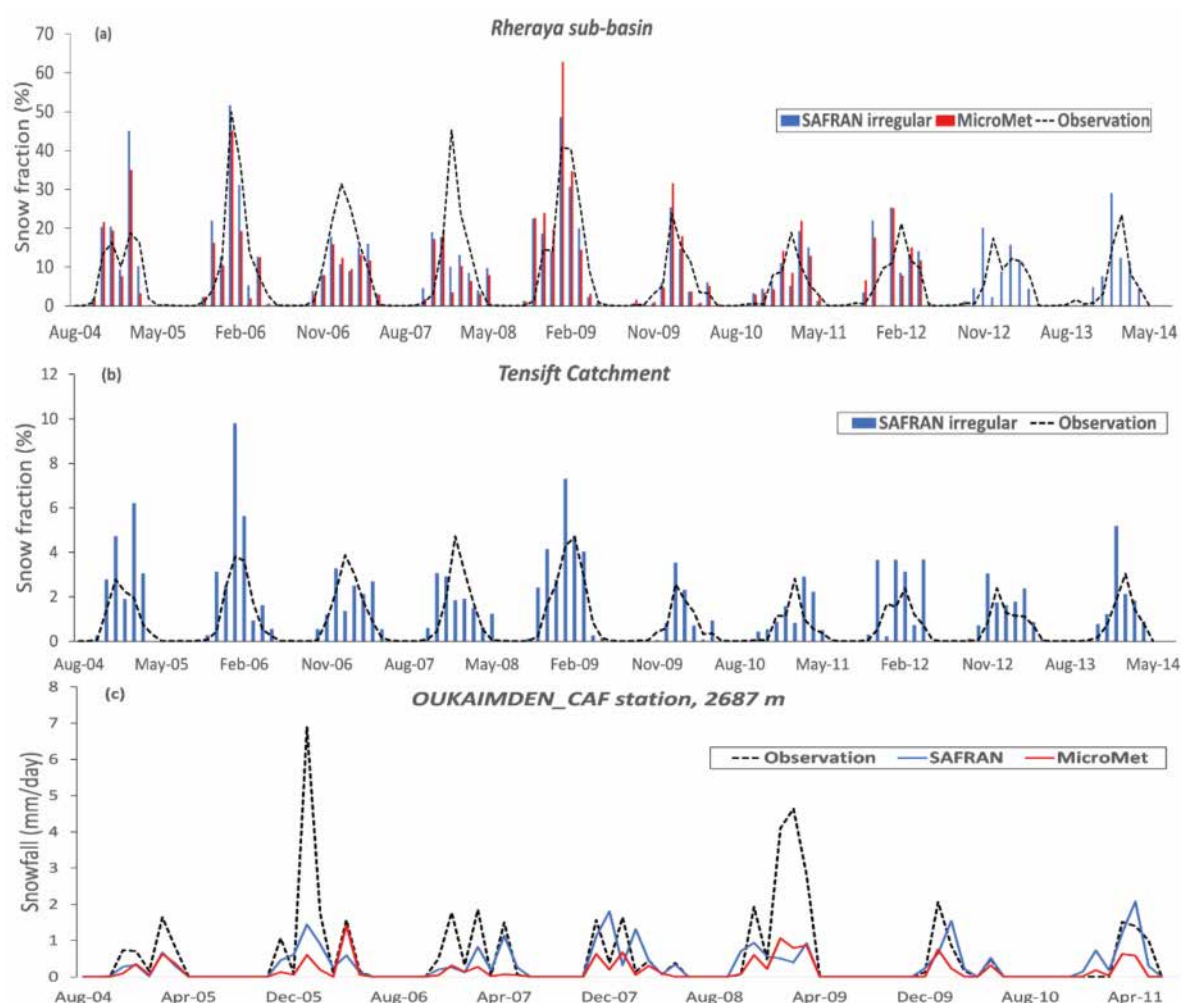 (a)
Rheraya sub-basin
Snow fraction (%)
70
60
50
40
30
20
10
0
SAFRAN irregular MicroMet Observation
Aug-04 May-05 Feb-06 Nov-06 Aug-07 May-08 Feb-09 Nov-09 Aug-10 May-11 Feb-12 Nov-12 Aug-13 May-14
(b)
Tensift Catchment
Snow fraction (%)
12
10
8
6
4
2
0
SAFRAN irregular Observation
Aug-04 May-05 Feb-06 Nov-06 Aug-07 May-08 Feb-09 Nov-09 Aug-10 May-11 Feb-12 Nov-12 Aug-13 May-14
(c)
OUKAIMDEN_CAF station, 2687 m
Snowfall (mm/day)
8
7
6
5
4
3
2
1
0
Observation SAFRAN MicroMet
Aug-04 Apr-05 Dec-05 Aug-06 Apr-07 Dec-07 Aug-08 Apr-09 Dec-09 Aug-10 Apr-11